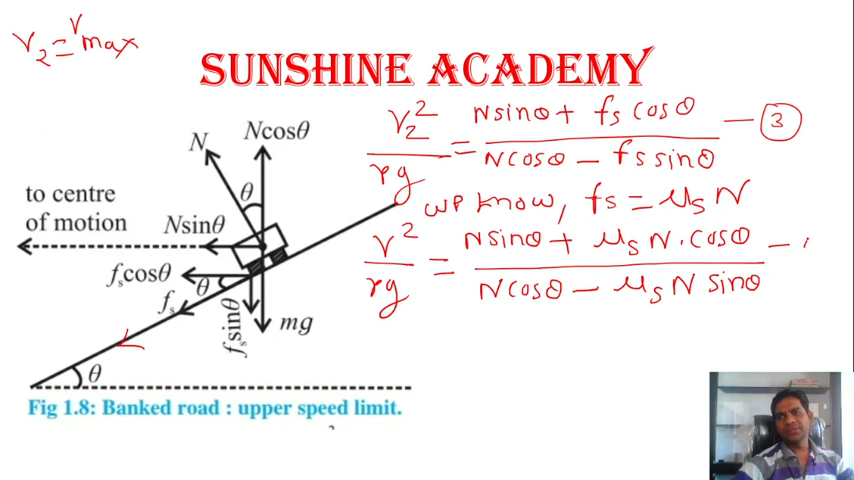 v₂ = vmax
SUNSHINE ACADEMY
v₂²/rg = (N sinθ + fs cosθ)/(N cosθ − fs sinθ) — ③
we know, fs = μs N
v²/rg = (N sinθ + μs N · cosθ)/(N cosθ − μs N sinθ) —
N
Ncosθ
θ
to centre
of motion
Nsinθ
fscosθ
θ
fs
fssinθ
mg
θ
Fig 1.8: Banked road : upper speed limit.